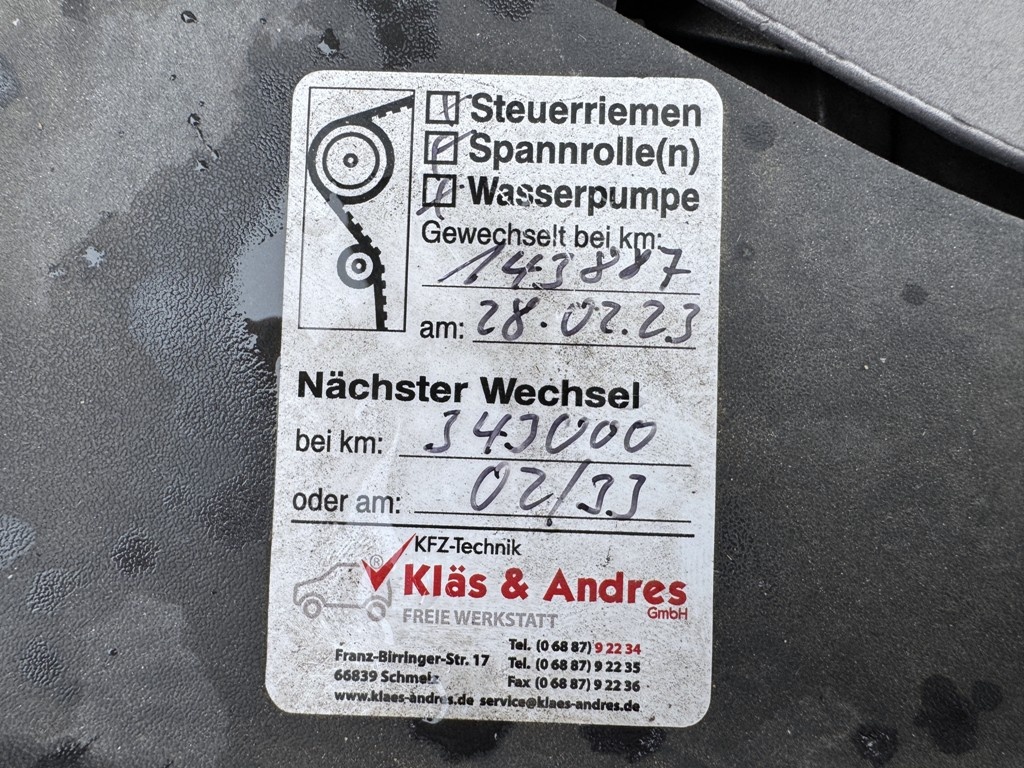 Steuerriemen
Spannrolle(n)
Wasserpumpe
Gewechselt bei km:
143887
am: 28.02.23
Nächster Wechsel
bei km: 343000
oder am: 02/33
KFZ-Technik
®
Kläs & Andres
GmbH
FREIE WERKSTATT
Franz-Birringer-Str. 17
66839 Schmelz
Tel. (0 68 87) 9 22 34
Tel. (0 68 87) 9 22 35
Fax (0 68 87) 9 22 36
www.klaes-andres.de service@klaes-andres.de